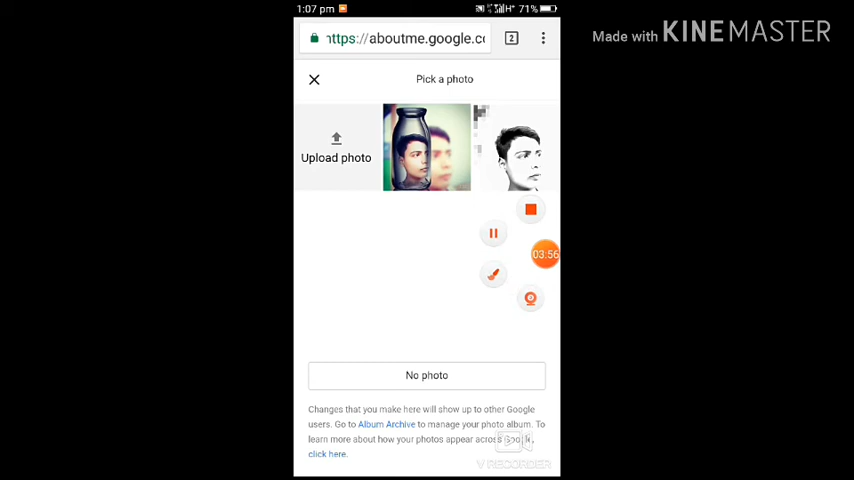 1:07 pm
71%
Made with KINEMASTER
https://aboutme.google.co
2
Pick a photo
Upload photo
03:56
No photo
Changes that you make here will show up to other Google
users. Go to Album Archive to manage your photo album. To
learn more about how your photos appear across Google,
click here.
V RECORDER